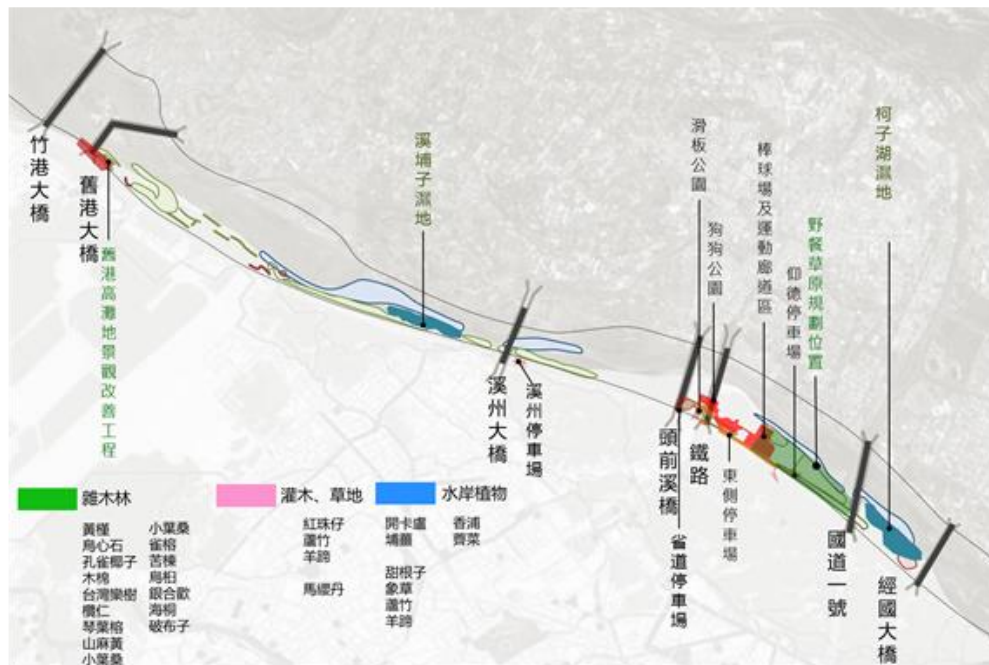 竹港大橋
舊港大橋
舊港高灘地景觀改善工程
溪埔子濕地
溪州大橋
溪州停車場
頭前溪橋
省道停車場
滑板公園
鐵路
狗狗公園
東側停車場
棒球場及運動廊道區
仰德停車場
野餐草原規劃位置
國道一號
柯子湖濕地
經國大橋
雜木林
黃槿
烏心石
孔雀椰子
木棉
台灣欒樹
欖仁
琴葉榕
山麻黃
小葉桑
小葉桑
雀榕
苦楝
烏桕
銀合歡
海桐
破布子
灌木、草地
紅珠仔
蘆竹
羊蹄
馬纓丹
水岸植物
開卡蘆
埔薑
甜根子
象草
蘆竹
羊蹄
香浦
薺菜